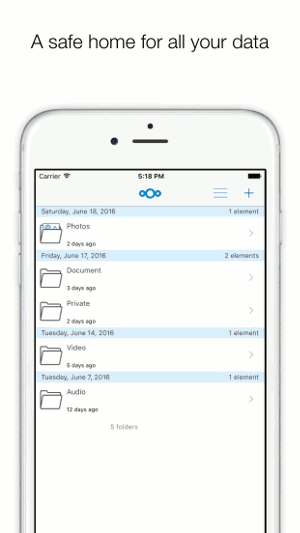 A safe home for all your data
Carrier 5:18 PM
Saturday, June 18, 2016 1 element
Photos
2 days ago
Friday, June 17, 2016 2 elements
Document
3 days ago
Private
2 days ago
Tuesday, June 14, 2016 1 element
Video
5 days ago
Tuesday, June 7, 2016 1 element
Audio
12 days ago
5 folders